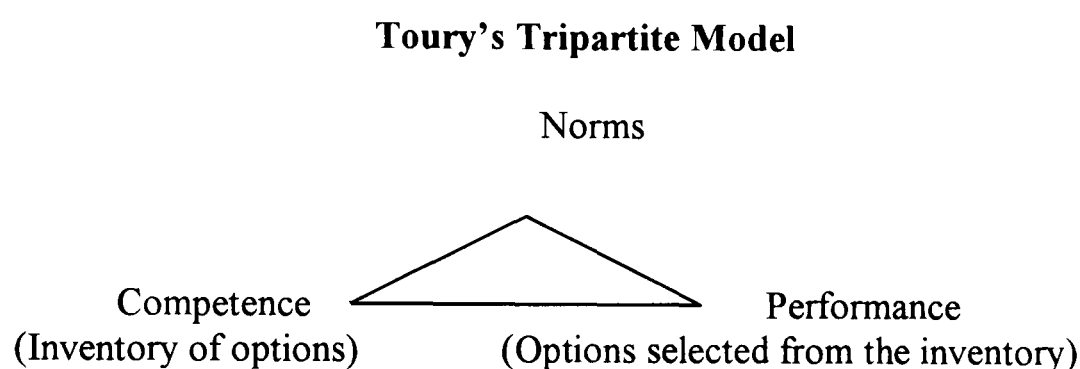 Toury's Tripartite Model
Norms
Competence
(Inventory of options)
Performance
(Options selected from the inventory)